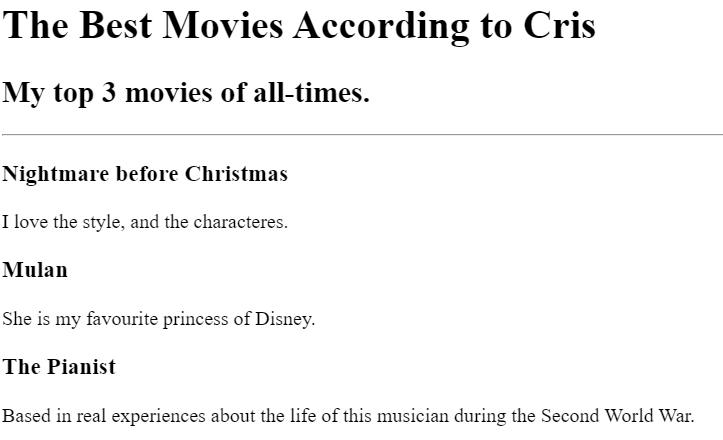 The Best Movies According to Cris
My top 3 movies of all-times.
Nightmare before Christmas
I love the style, and the characteres.
Mulan
She is my favourite princess of Disney.
The Pianist
Based in real experiences about the life of this musician during the Second World War.